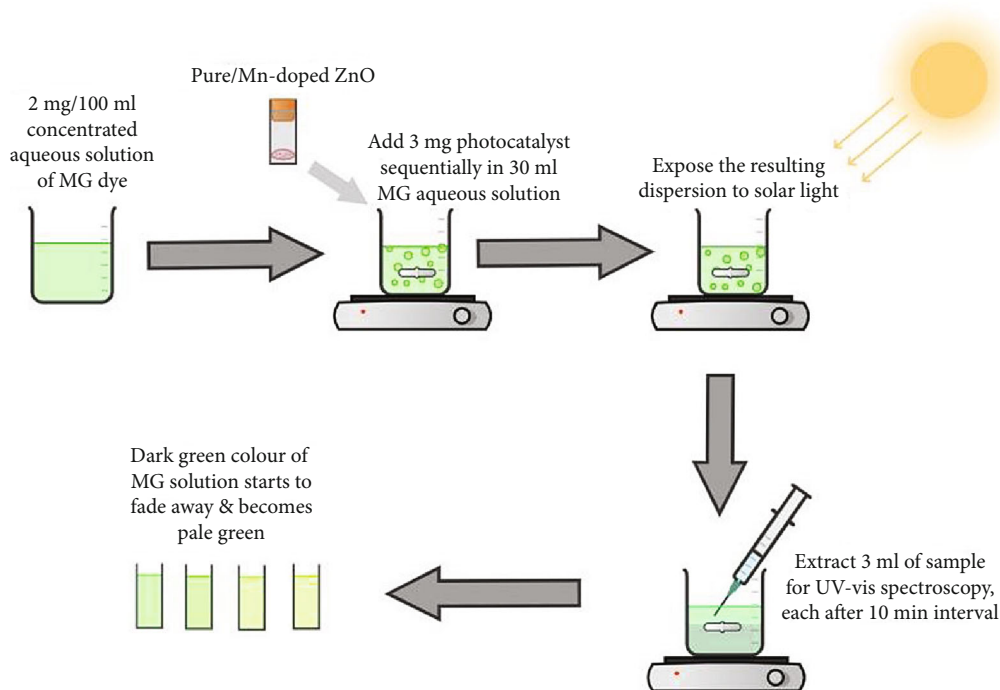 2 mg/100 ml
concentrated
aqueous solution
of MG dye
Pure/Mn-doped ZnO
Add 3 mg photocatalyst
sequentially in 30 ml
MG aqueous solution
Expose the resulting
dispersion to solar light
Extract 3 ml of sample
for UV-vis spectroscopy,
each after 10 min interval
Dark green colour of
MG solution starts to
fade away & becomes
pale green